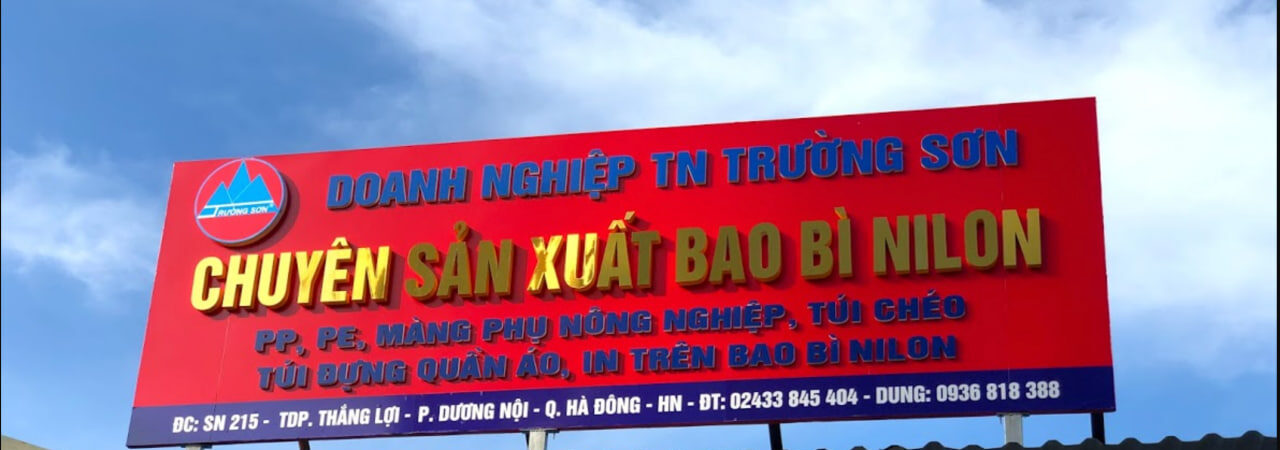 DOANH NGHIỆP TN TRƯỜNG SƠN
TRƯỜNG SƠN
CHUYÊN SẢN XUẤT BAO BÌ NILON
PP, PE, MÀNG PHỤ NÔNG NGHIỆP, TÚI CHÉO
TÚI ĐỰNG QUẦN ÁO, IN TRÊN BAO BÌ NILON
ĐC: SN 215 - TDP. THẮNG LỢI - P. DƯƠNG NỘI - Q. HÀ ĐÔNG - HN - ĐT: 02433 845 404 - DUNG: 0936 818 388